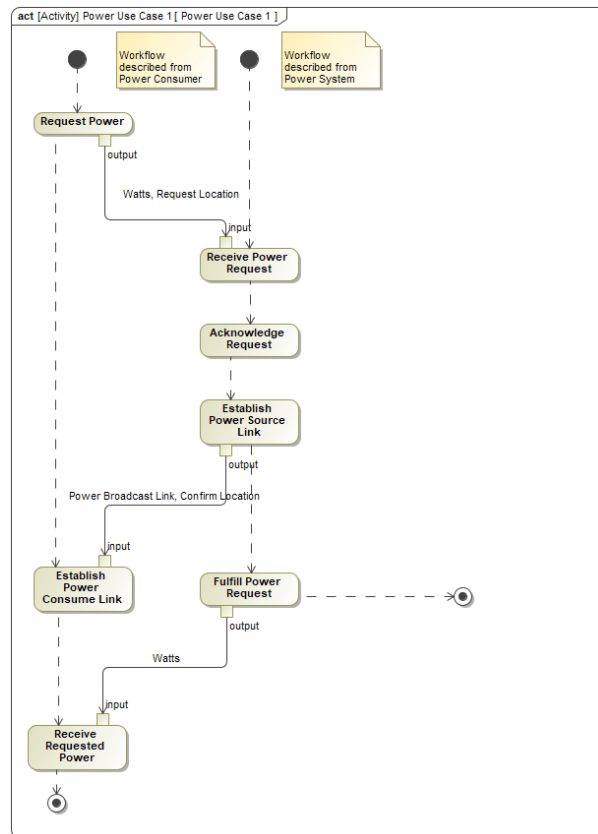 act [Activity] Power Use Case 1 [ Power Use Case 1 ]
Workflow
described from
Power Consumer
Workflow
described from
Power System
Request Power
output
Watts, Request Location
input
Receive Power
Request
Acknowledge
Request
Establish
Power Source
Link
output
Power Broadcast Link, Confirm Location
input
Establish
Power
Consume Link
Fulfill Power
Request
output
Watts
input
Receive
Requested
Power